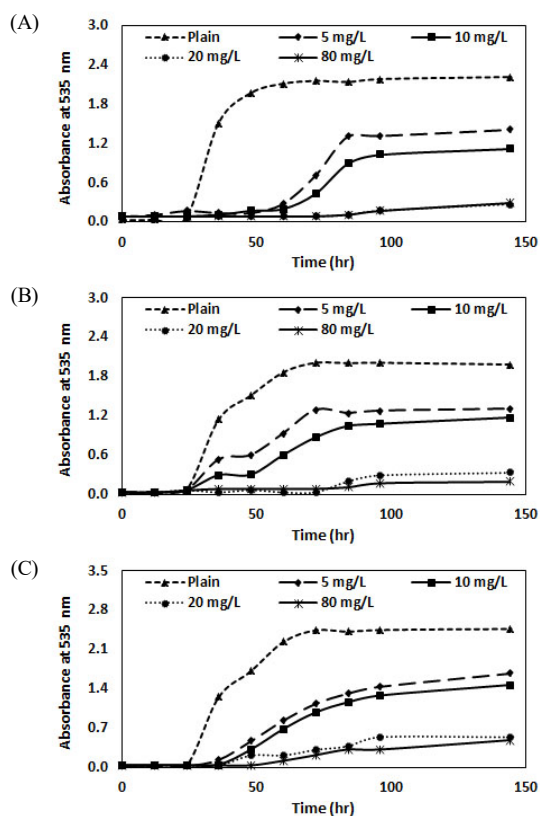 (A)
Plain 5 mg/L 10 mg/L
20 mg/L 80 mg/L
Absorbance at 535 nm
3.0
2.4
1.8
1.2
0.6
0.0
0 50 100 150
Time (hr)
(B)
Plain 5 mg/L 10 mg/L
20 mg/L 80 mg/L
Absorbance at 535 nm
3.0
2.4
1.8
1.2
0.6
0.0
0 50 100 150
Time (hr)
(C)
Plain 5 mg/L 10 mg/L
20 mg/L 80 mg/L
Absorbance at 535 nm
3.5
2.8
2.1
1.4
0.7
0.0
0 50 100 150
Time (hr)